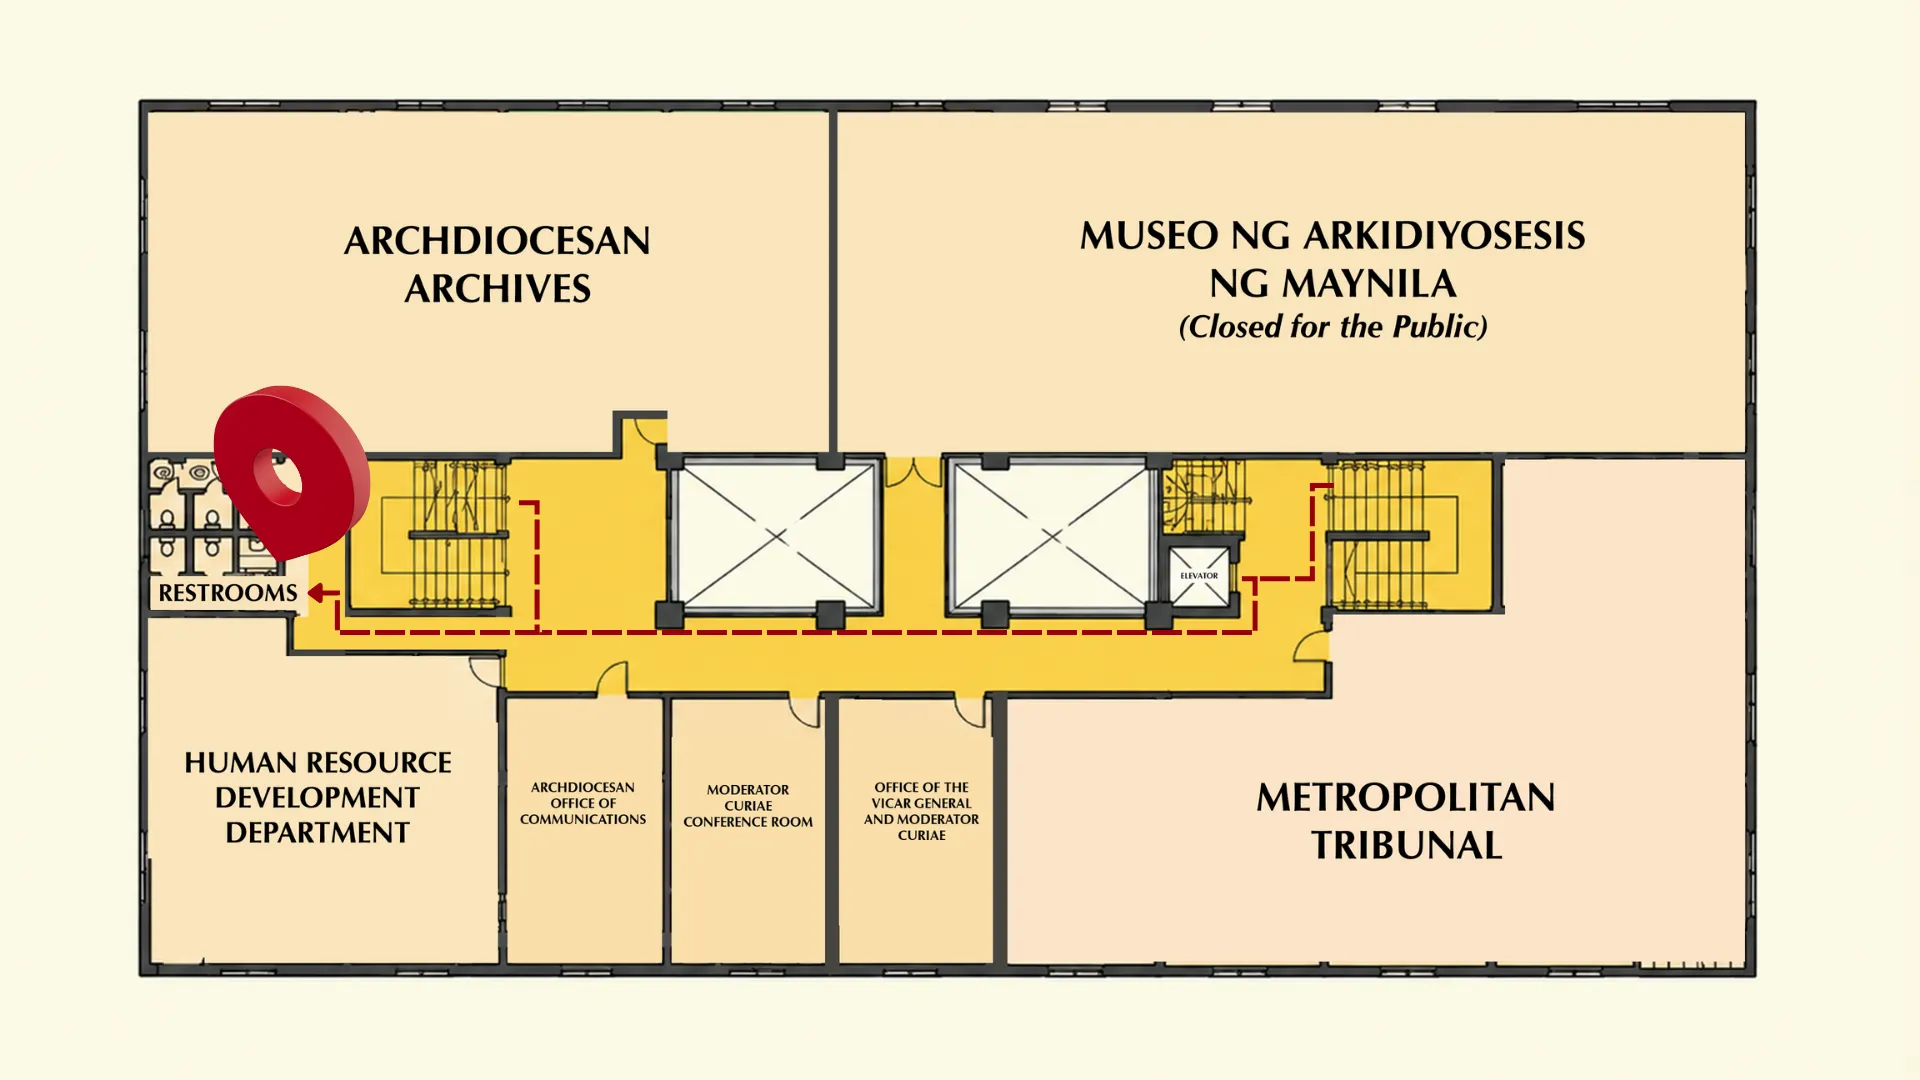 ARCHDIOCESAN
ARCHIVES
MUSEO NG ARKIDIYOSESIS
NG MAYNILA
(Closed for the Public)
ELEVATOR
RESTROOMS
HUMAN RESOURCE
DEVELOPMENT
DEPARTMENT
ARCHDIOCESAN
OFFICE OF
COMMUNICATIONS
MODERATOR
CURIAE
CONFERENCE ROOM
OFFICE OF THE
VICAR GENERAL
AND MODERATOR
CURIAE
METROPOLITAN
TRIBUNAL